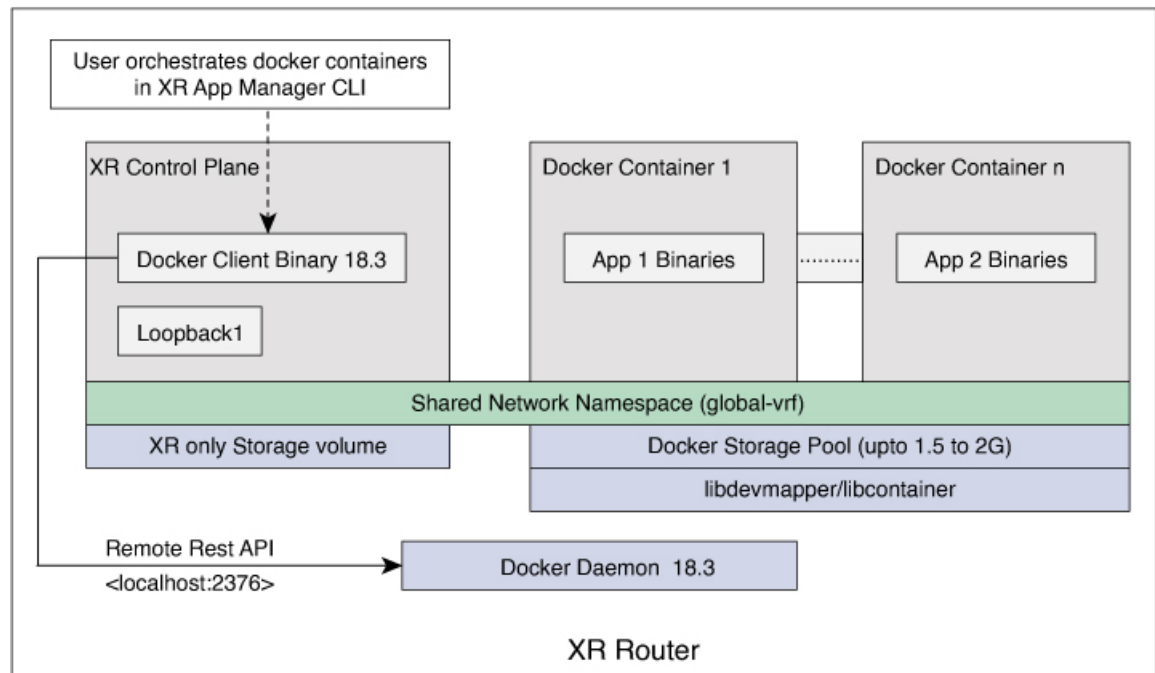 User orchestrates docker containers
in XR App Manager CLI
XR Control Plane
Docker Client Binary 18.3
Loopback1
Docker Container 1
App 1 Binaries
..........
Docker Container n
App 2 Binaries
Shared Network Namespace (global-vrf)
XR only Storage volume
Docker Storage Pool (upto 1.5 to 2G)
libdevmapper/libcontainer
Remote Rest API
<localhost:2376>
Docker Daemon 18.3
XR Router